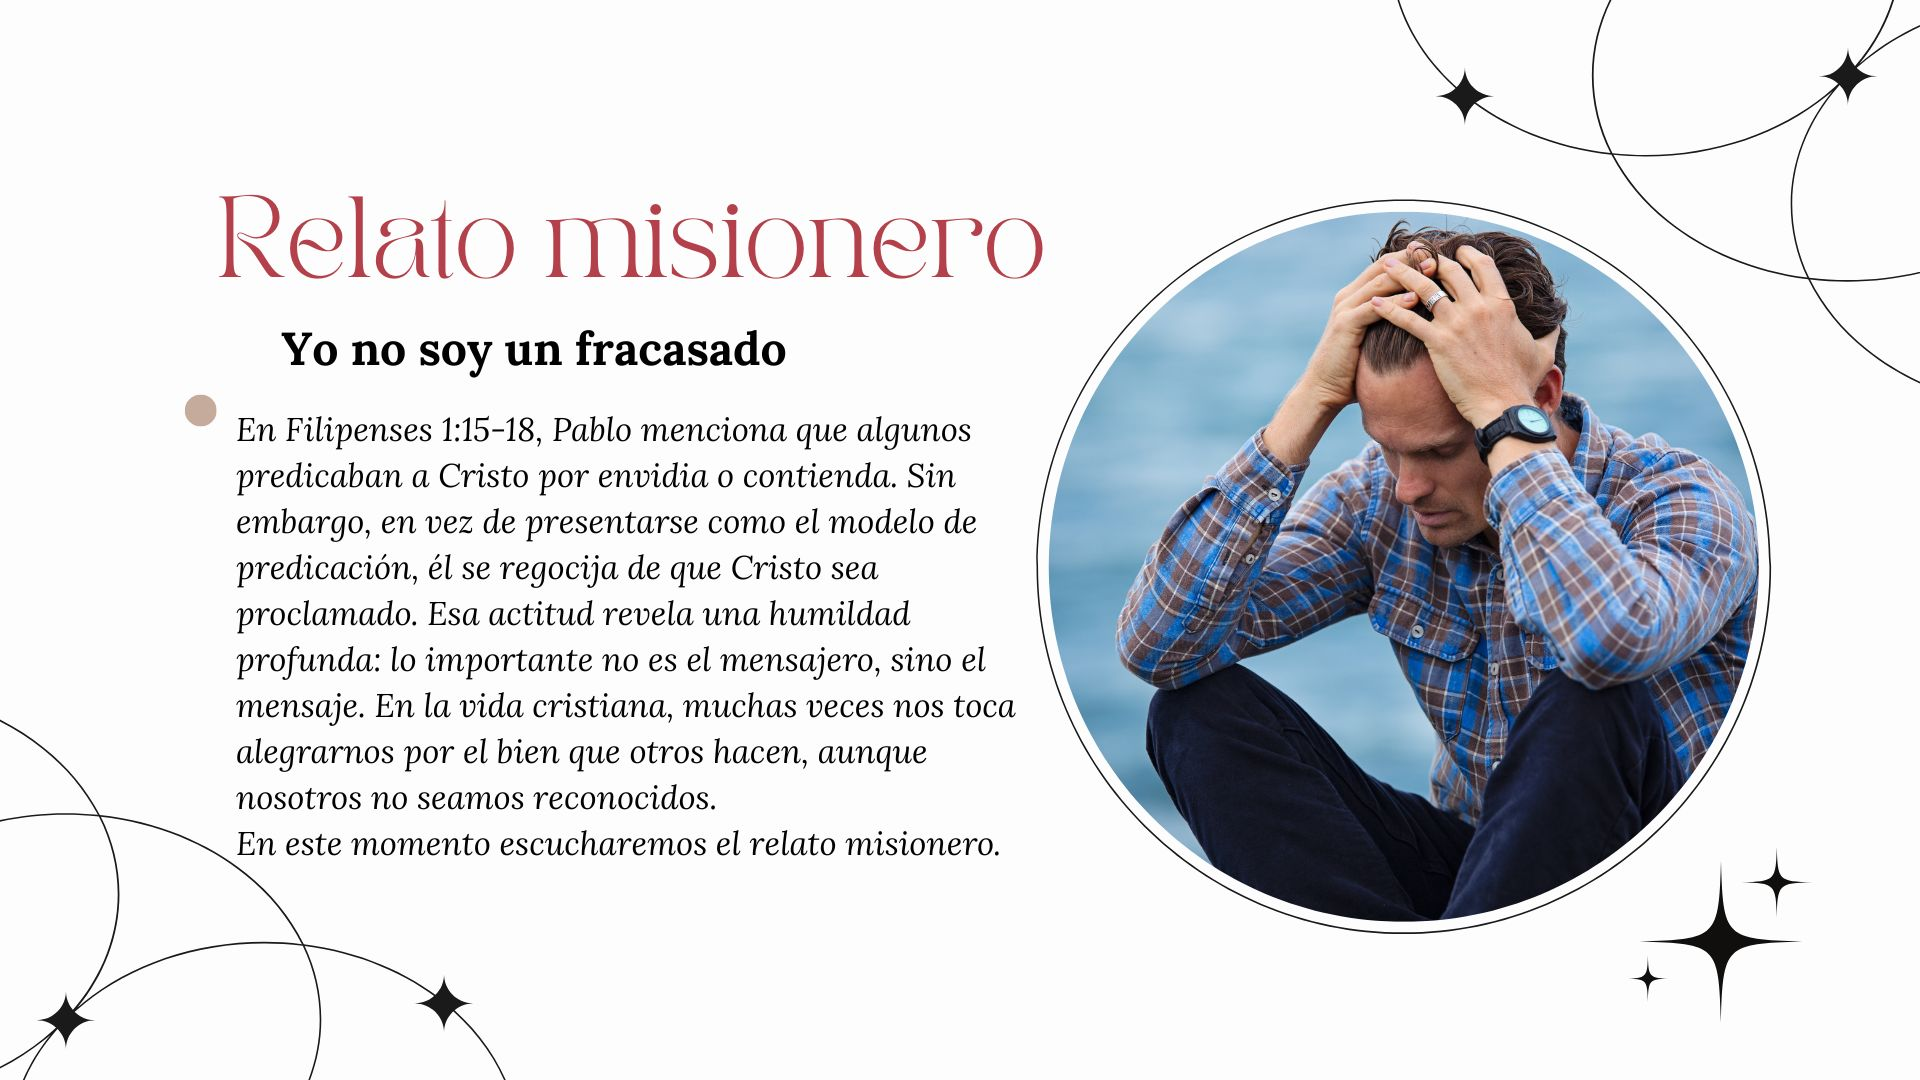 Relato misionero
Yo no soy un fracasado
En Filipenses 1:15-18, Pablo menciona que algunos
predicaban a Cristo por envidia o contienda. Sin
embargo, en vez de presentarse como el modelo de
predicación, él se regocija de que Cristo sea
proclamado. Esa actitud revela una humildad
profunda: lo importante no es el mensajero, sino el
mensaje. En la vida cristiana, muchas veces nos toca
alegrarnos por el bien que otros hacen, aunque
nosotros no seamos reconocidos.
En este momento escucharemos el relato misionero.